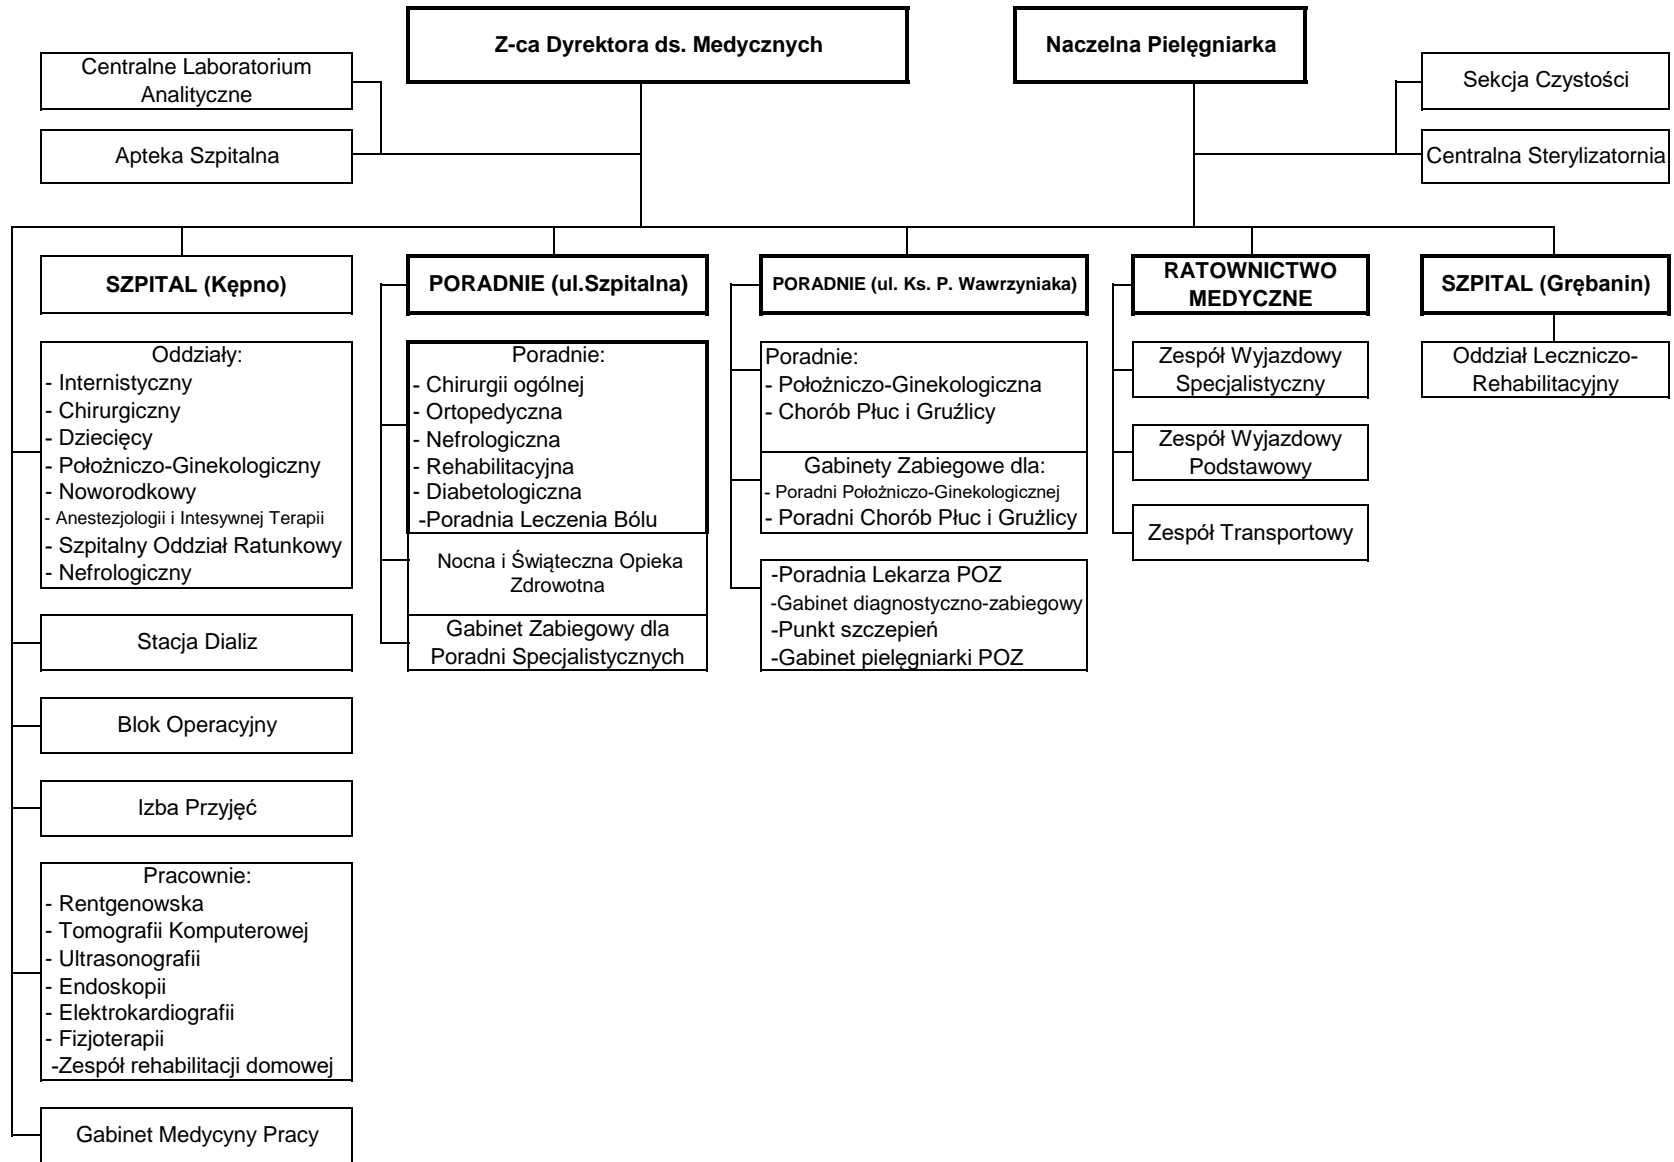 Z-ca Dyrektora ds. Medycznych
Naczelna Pielęgniarka
Centralne Laboratorium
Analityczne
Apteka Szpitalna
Sekcja Czystości
Centralna Sterylizatornia
SZPITAL (Kępno)
Oddziały:
- Internistyczny
- Chirurgiczny
- Dziecięcy
- Położniczo-Ginekologiczny
- Noworodkowy
- Anestezjologii i Intesywnej Terapii
- Szpitalny Oddział Ratunkowy
- Nefrologiczny
Stacja Dializ
Blok Operacyjny
Izba Przyjęć
Pracownie:
- Rentgenowska
- Tomografii Komputerowej
- Ultrasonografii
- Endoskopii
- Elektrokardiografii
- Fizjoterapii
-Zespół rehabilitacji domowej
Gabinet Medycyny Pracy
PORADNIE (ul.Szpitalna)
Poradnie:
- Chirurgii ogólnej
- Ortopedyczna
- Nefrologiczna
- Rehabilitacyjna
- Diabetologiczna
-Poradnia Leczenia Bólu
Nocna i Świąteczna Opieka
Zdrowotna
Gabinet Zabiegowy dla
Poradni Specjalistycznych
PORADNIE (ul. Ks. P. Wawrzyniaka)
Poradnie:
- Położniczo-Ginekologiczna
- Chorób Płuc i Gruźlicy
Gabinety Zabiegowe dla:
- Poradni Położniczo-Ginekologicznej
- Poradni Chorób Płuc i Grużlicy
-Poradnia Lekarza POZ
-Gabinet diagnostyczno-zabiegowy
-Punkt szczepień
-Gabinet pielęgniarki POZ
RATOWNICTWO
MEDYCZNE
Zespół Wyjazdowy
Specjalistyczny
Zespół Wyjazdowy
Podstawowy
Zespół Transportowy
SZPITAL (Grębanin)
Oddział Leczniczo-
Rehabilitacyjny